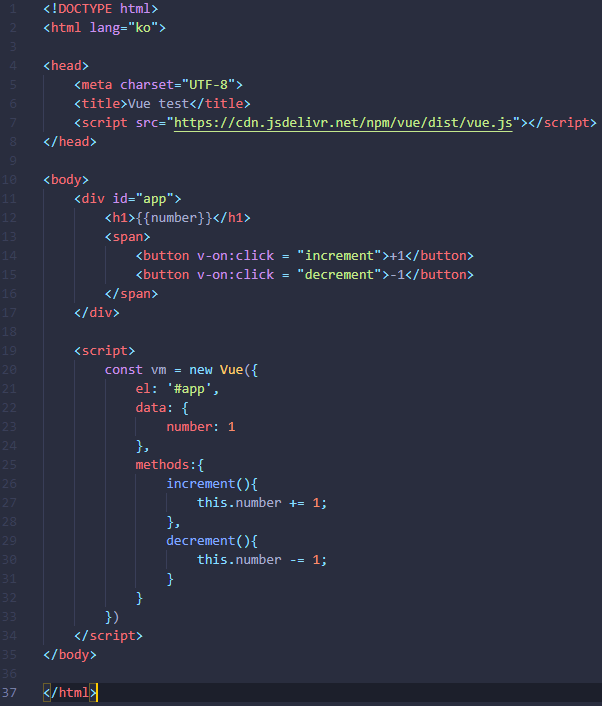 1 <!DOCTYPE html>
2 <html lang="ko">
3
4 <head>
5     <meta charset="UTF-8">
6     <title>Vue test</title>
7     <script src="https://cdn.jsdelivr.net/npm/vue/dist/vue.js"></script>
8 </head>
9
10 <body>
11     <div id="app">
12         <h1>{{number}}</h1>
13         <span>
14             <button v-on:click = "increment">+1</button>
15             <button v-on:click = "decrement">-1</button>
16         </span>
17     </div>
18
19     <script>
20         const vm = new Vue({
21             el: '#app',
22             data: {
23                 number: 1
24             },
25             methods:{
26                 increment(){
27                     this.number += 1;
28                 },
29                 decrement(){
30                     this.number -= 1;
31                 }
32             }
33         })
34     </script>
35 </body>
36
37 </html>